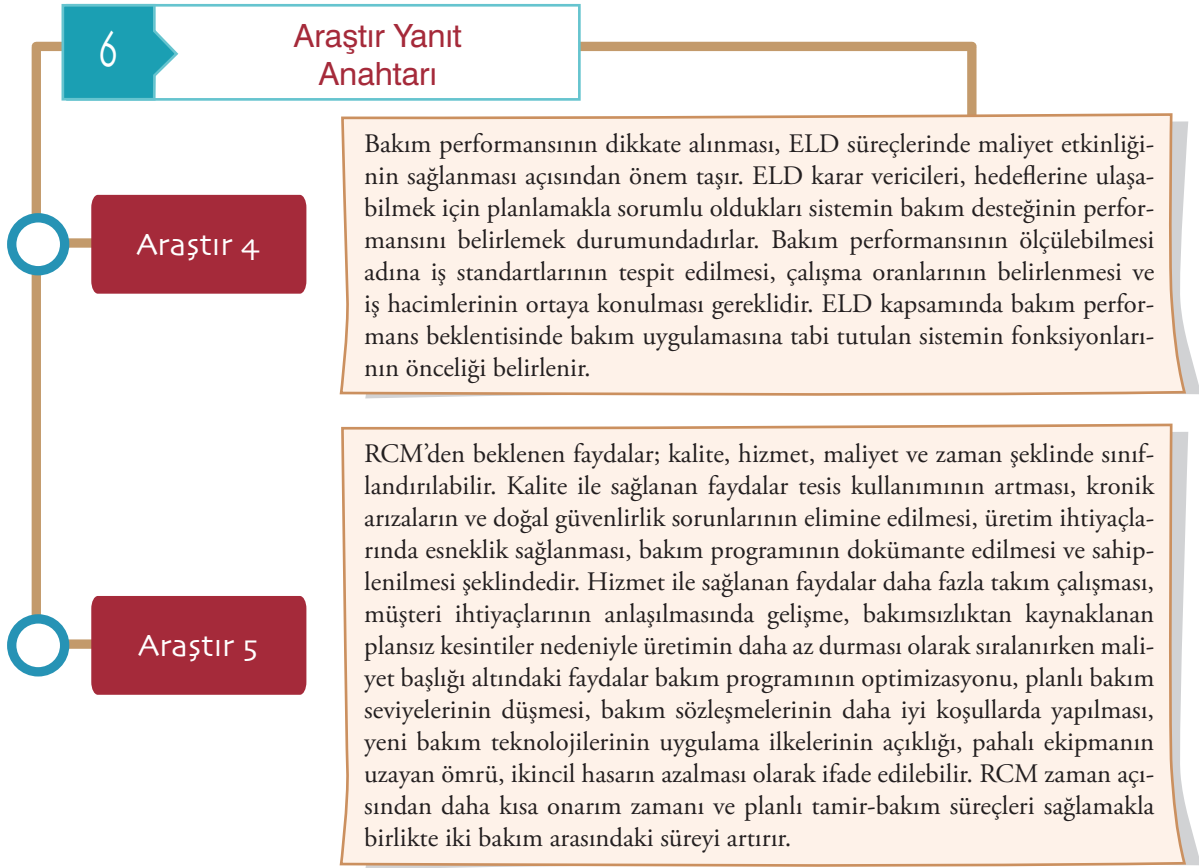 6
Araştır Yanıt
Anahtarı
Araştır 4
Bakım performansının dikkate alınması, ELD süreçlerinde maliyet etkinliği-
nin sağlanması açısından önem taşır. ELD karar vericileri, hedeflerine ulaşa-
bilmek için planlamakla sorumlu oldukları sistemin bakım desteğinin perfor-
mansını belirlemek durumundadırlar. Bakım performansının ölçülebilmesi
adına iş standartlarının tespit edilmesi, çalışma oranlarının belirlenmesi ve
iş hacimlerinin ortaya konulması gereklidir. ELD kapsamında bakım perfor-
mans beklentisinde bakım uygulamasına tabi tutulan sistemin fonksiyonları-
nın önceliği belirlenir.
Araştır 5
RCM’den beklenen faydalar; kalite, hizmet, maliyet ve zaman şeklinde sınıf-
landırılabilir. Kalite ile sağlanan faydalar tesis kullanımının artması, kronik
arızaların ve doğal güvenlirlik sorunlarının elimine edilmesi, üretim ihtiyaçla-
rında esneklik sağlanması, bakım programının dokümante edilmesi ve sahip-
lenilmesi şeklindedir. Hizmet ile sağlanan faydalar daha fazla takım çalışması,
müşteri ihtiyaçlarının anlaşılmasında gelişme, bakımsızlıktan kaynaklanan
plansız kesintiler nedeniyle üretimin daha az durması olarak sıralanırken mali-
yet başlığı altındaki faydalar bakım programının optimizasyonu, planlı bakım
seviyelerinin düşmesi, bakım sözleşmelerinin daha iyi koşullarda yapılması,
yeni bakım teknolojilerinin uygulama ilkelerinin açıklığı, pahalı ekipmanın
uzayan ömrü, ikincil hasarın azalması olarak ifade edilebilir. RCM zaman açı-
sından daha kısa onarım zamanı ve planlı tamir-bakım süreçleri sağlamakla
birlikte iki bakım arasındaki süreyi artırır.